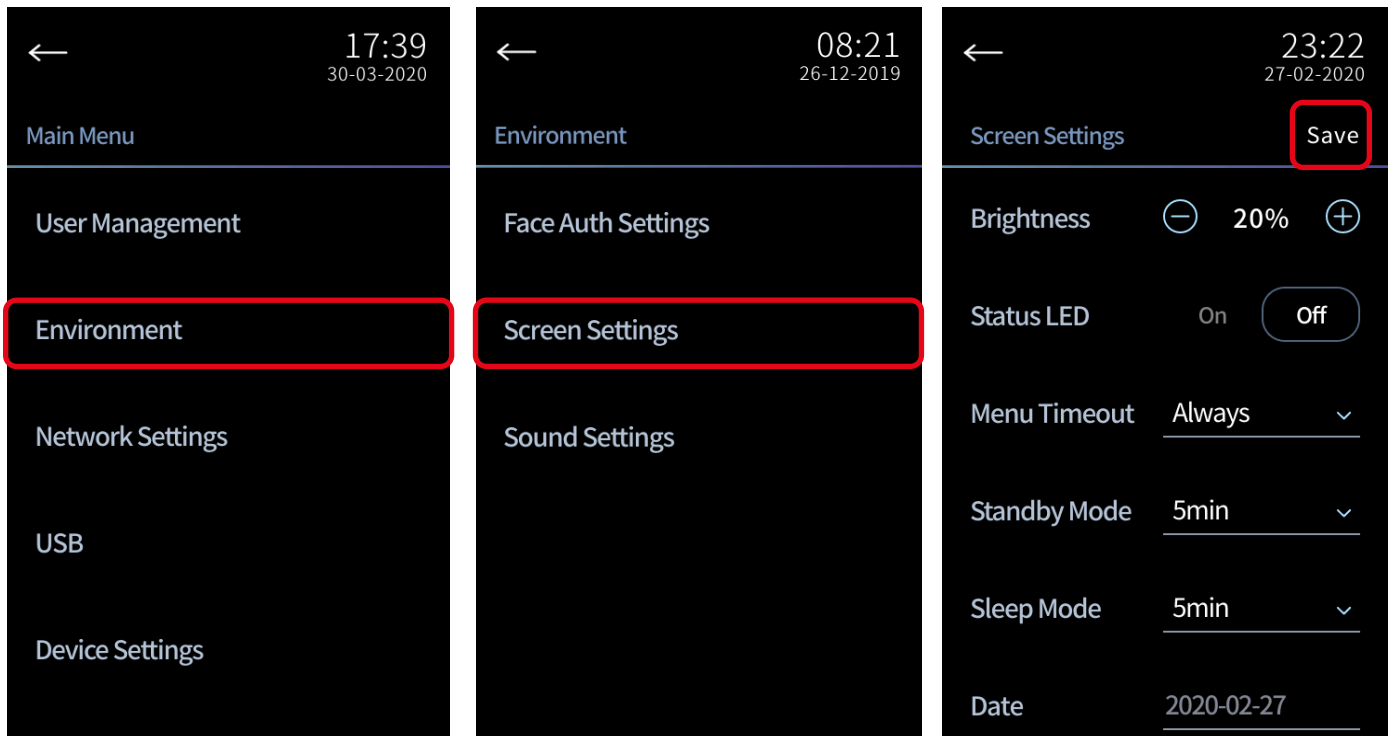 17:39
30-03-2020
Main Menu
User Management
Environment
Network Settings
USB
Device Settings
08:21
26-12-2019
Environment
Face Auth Settings
Screen Settings
Sound Settings
23:22
27-02-2020
Screen Settings Save
Brightness 20%
Status LED On Off
Menu Timeout Always
Standby Mode 5min
Sleep Mode 5min
Date 2020-02-27